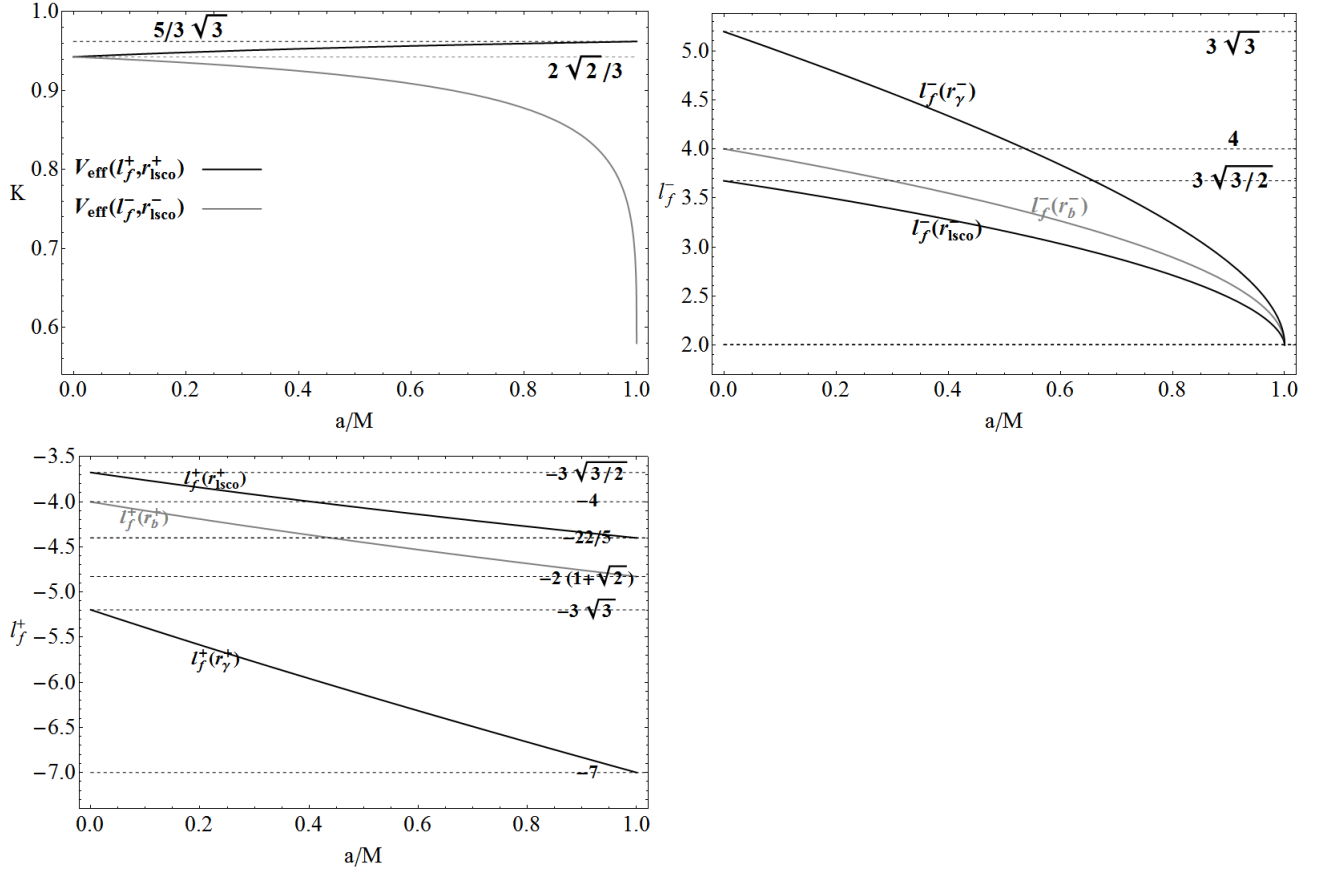 1.0
0.9
0.8
0.7
0.6
K
5/3 √3
2 √2/3
V_eff(l_f^+,r_lsco^+)
V_eff(l_f^-,r_lsco^-)
0.0 0.2 0.4 0.6 0.8 1.0
a/M
5.0
4.5
4.0
3.5
3.0
2.5
2.0
l_f^-
3 √3
l_f^-(r_γ^-)
4
3 √3/2
l_f^-(r_b^-)
l_f^-(r_lsco^-)
0.0 0.2 0.4 0.6 0.8 1.0
a/M
−3.5
−4.0
−4.5
−5.0
−5.5
−6.0
−6.5
−7.0
l_f^+
l_f^+(r_lsco^+)
−3 √3/2
−4
l_f^+(r_b^+)
−22/5
−2 (1+√2)
−3 √3
l_f^+(r_γ^+)
−7
0.0 0.2 0.4 0.6 0.8 1.0
a/M